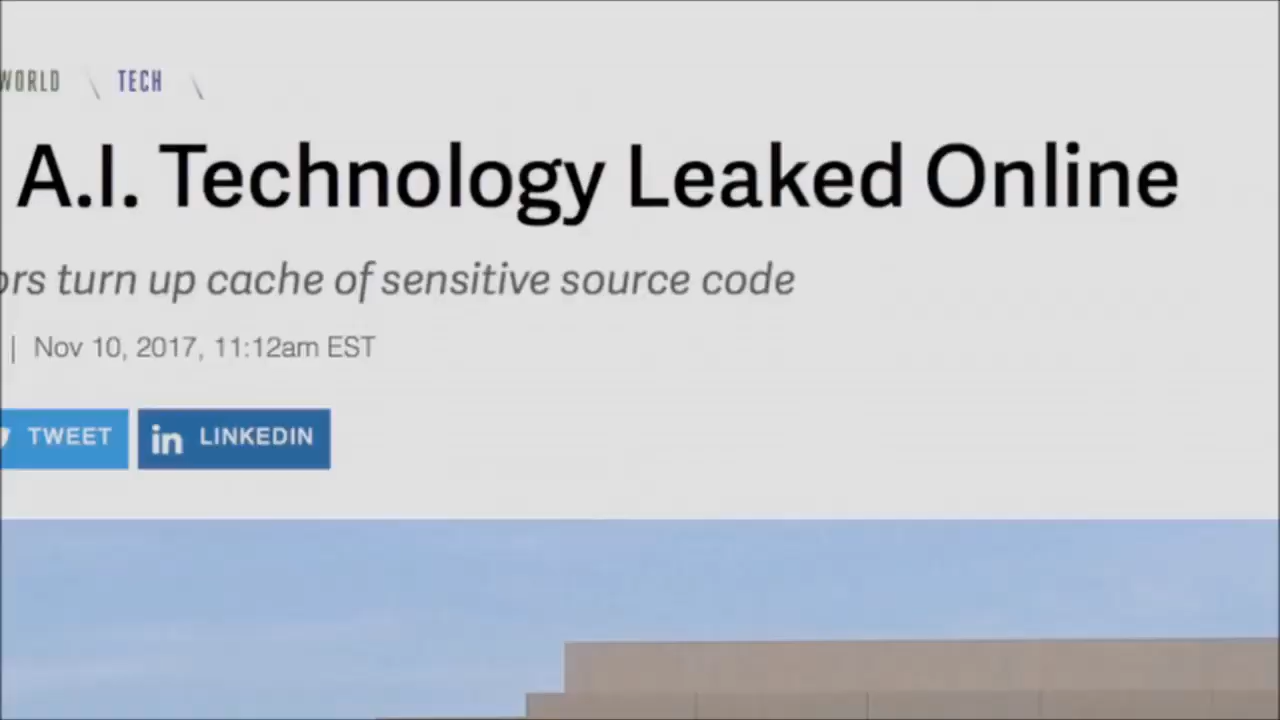 WORLD \ TECH \
A.I. Technology Leaked Online
ors turn up cache of sensitive source code
| Nov 10, 2017, 11:12am EST
TWEET in LINKEDIN